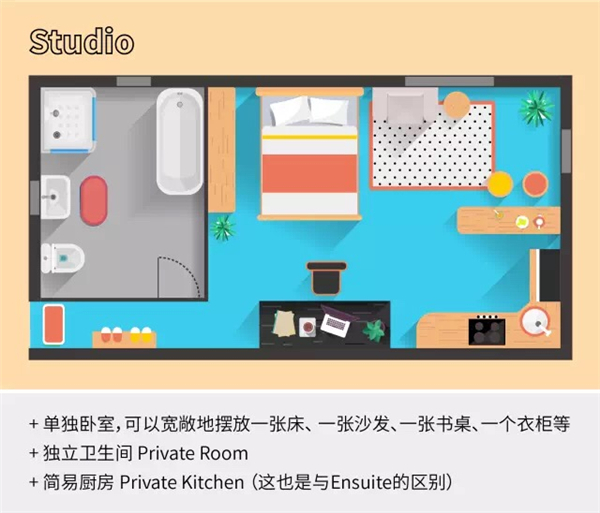 Studio
+ 单独卧室，可以宽敞地摆放一张床、一张沙发、一张书桌、一个衣柜等
+ 独立卫生间 Private Room
+ 简易厨房 Private Kitchen（这也是与Ensuite的区别）